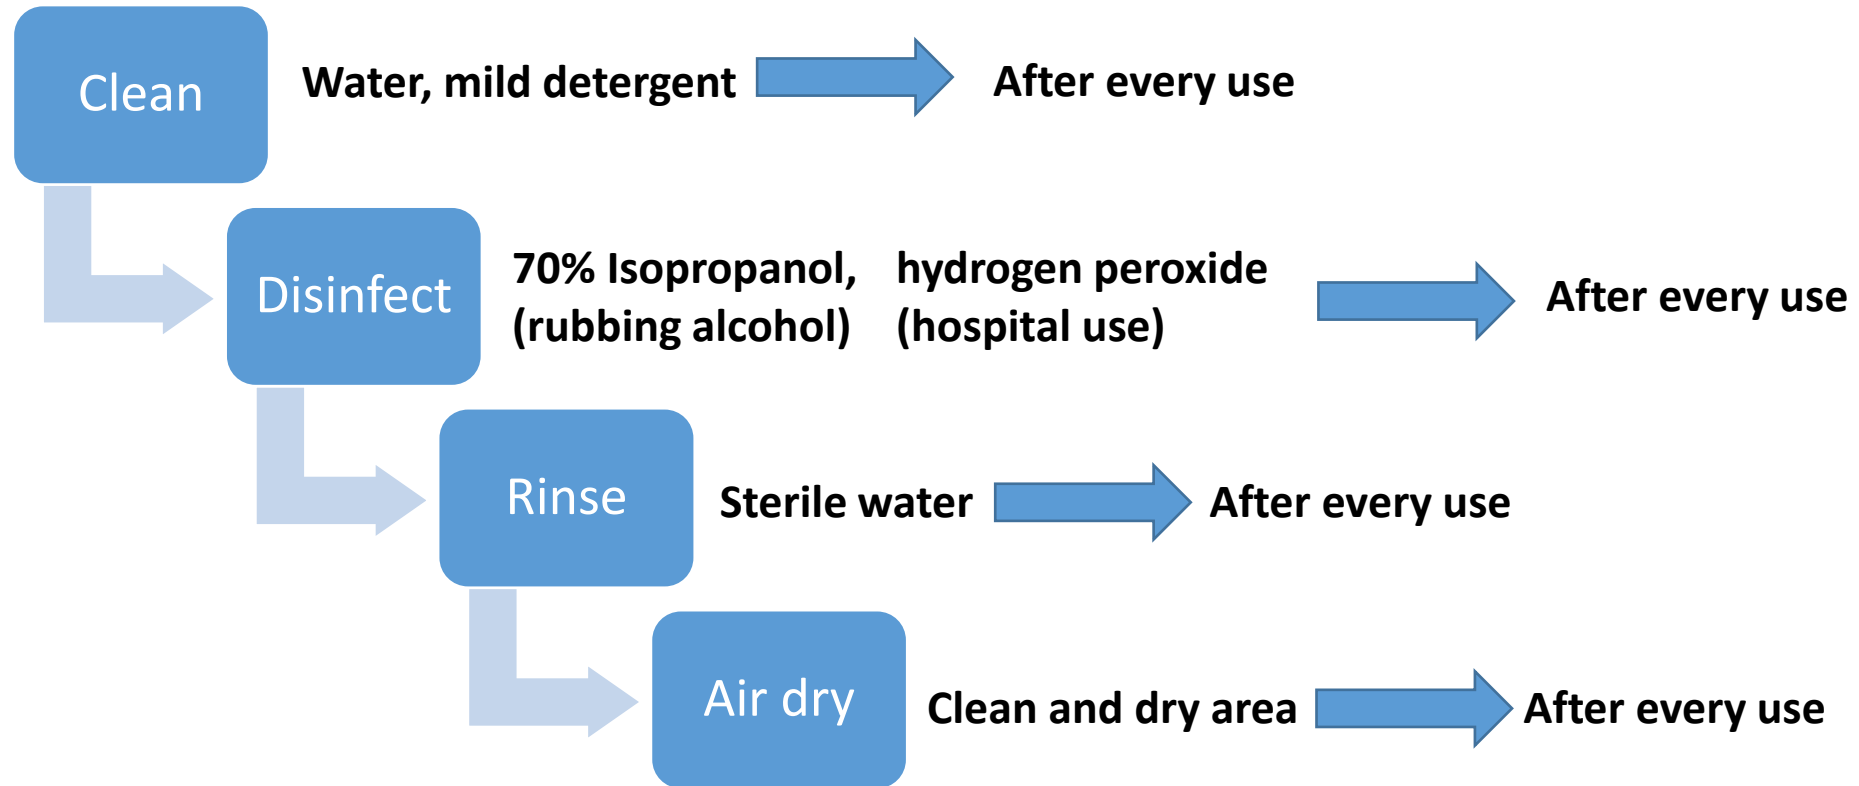 Clean
Water, mild detergent
After every use
Disinfect
70% Isopropanol, hydrogen peroxide
(rubbing alcohol) (hospital use)
After every use
Rinse
Sterile water
After every use
Air dry
Clean and dry area
After every use